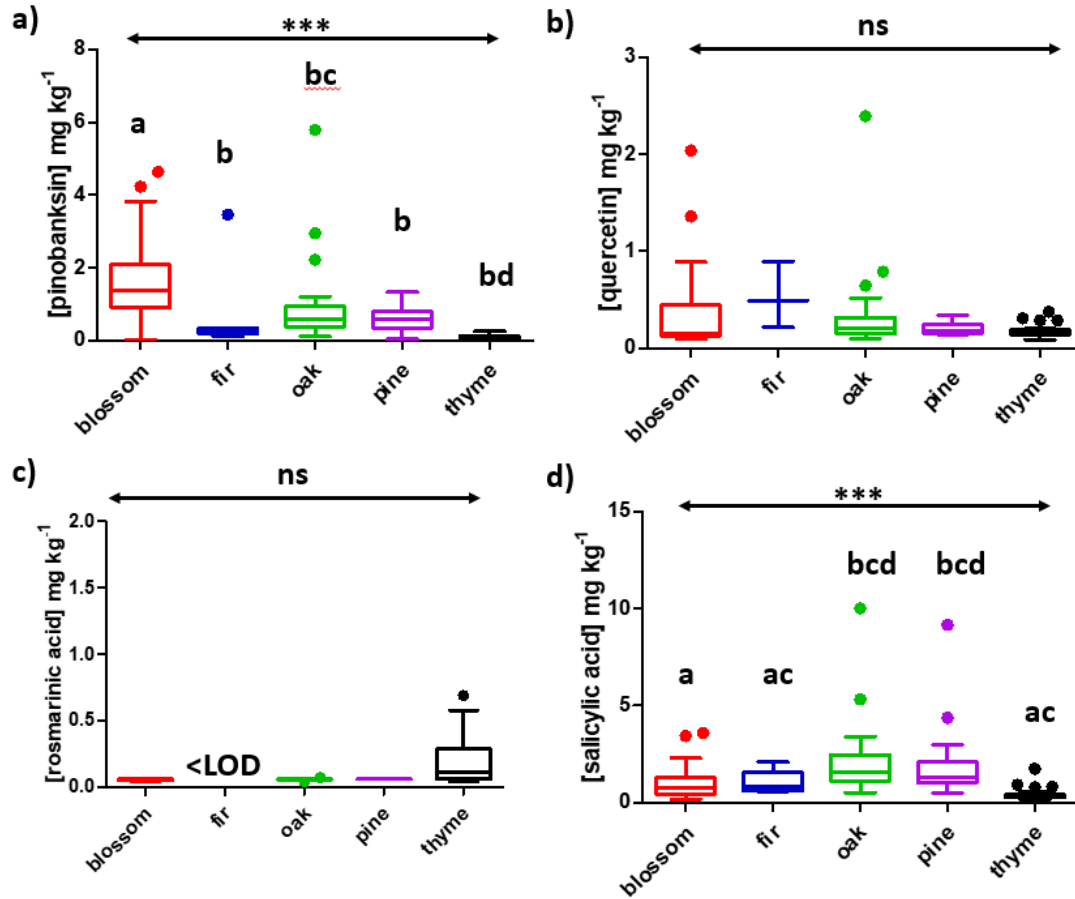 a)
***
[pinobanksin] mg kg⁻¹
8
6
4
2
0
a
b
bc
b
bd
blossom
fir
oak
pine
thyme
b)
ns
[quercetin] mg kg⁻¹
3
2
1
0
blossom
fir
oak
pine
thyme
c)
ns
[rosmarinic acid] mg kg⁻¹
2.0
1.5
1.0
0.5
0.0
<LOD
blossom
fir
oak
pine
thyme
d)
***
[salicylic acid] mg kg⁻¹
15
10
5
0
a
ac
bcd
bcd
ac
blossom
fir
oak
pine
thyme